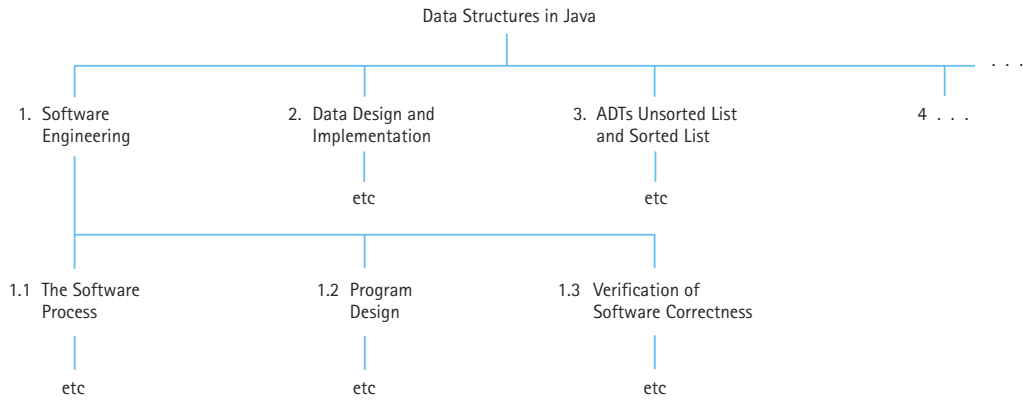 Data Structures in Java
. . .
1. Software
Engineering
2. Data Design and
Implementation
3. ADTs Unsorted List
and Sorted List
4 . . .
etc
etc
1.1 The Software
Process
1.2 Program
Design
1.3 Verification of
Software Correctness
etc
etc
etc